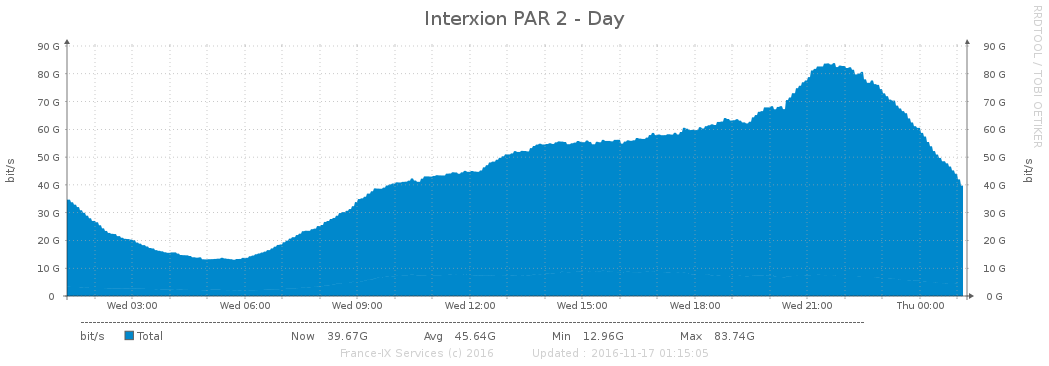 Interxion PAR 2 - Day
RRDTOOL / TOBI OETIKER
90 G 90 G
80 G 80 G
70 G 70 G
60 G 60 G
50 G 50 G
40 G 40 G
30 G 30 G
20 G 20 G
10 G 10 G
0 0 G
bit/s
bit/s
Wed 03:00 Wed 06:00 Wed 09:00 Wed 12:00 Wed 15:00 Wed 18:00 Wed 21:00 Thu 00:00
bit/s Total Now 39.67G Avg 45.64G Min 12.96G Max 83.74G
France-IX Services (c) 2016 Updated : 2016-11-17 01:15:05